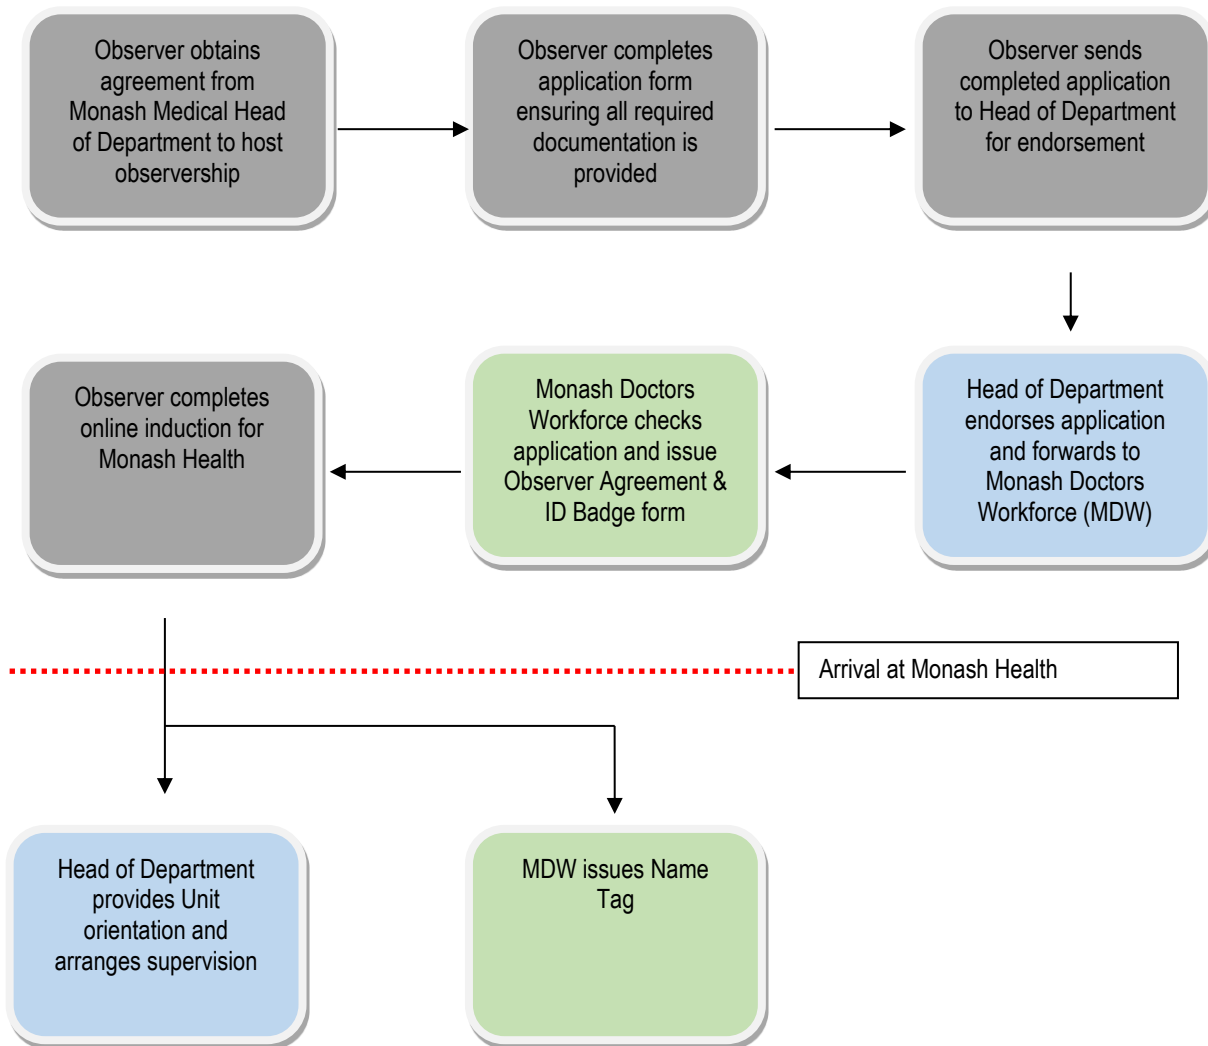 Observer obtains
agreement from
Monash Medical Head
of Department to host
observership
Observer completes
application form
ensuring all required
documentation is
provided
Observer sends
completed application
to Head of Department
for endorsement
Head of Department
endorses application
and forwards to
Monash Doctors
Workforce (MDW)
Monash Doctors
Workforce checks
application and issue
Observer Agreement &
ID Badge form
Observer completes
online induction for
Monash Health
Arrival at Monash Health
Head of Department
provides Unit
orientation and
arranges supervision
MDW issues Name
Tag